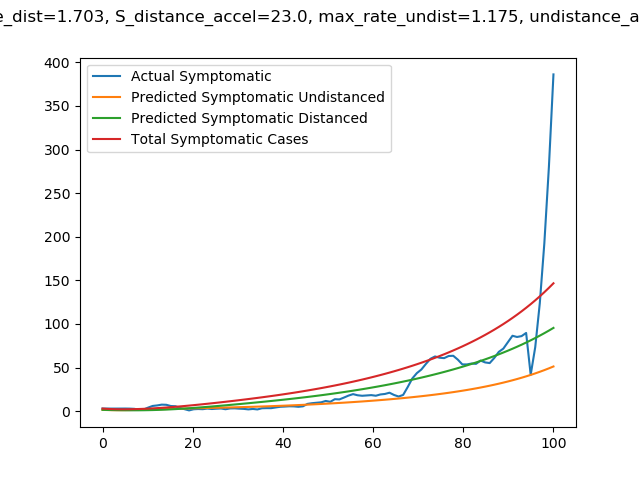 e_dist=1.703, S_distance_accel=23.0, max_rate_undist=1.175, undistance_a
400
350
300
250
200
150
100
50
0
0 20 40 60 80 100
Actual Symptomatic
Predicted Symptomatic Undistanced
Predicted Symptomatic Distanced
Total Symptomatic Cases